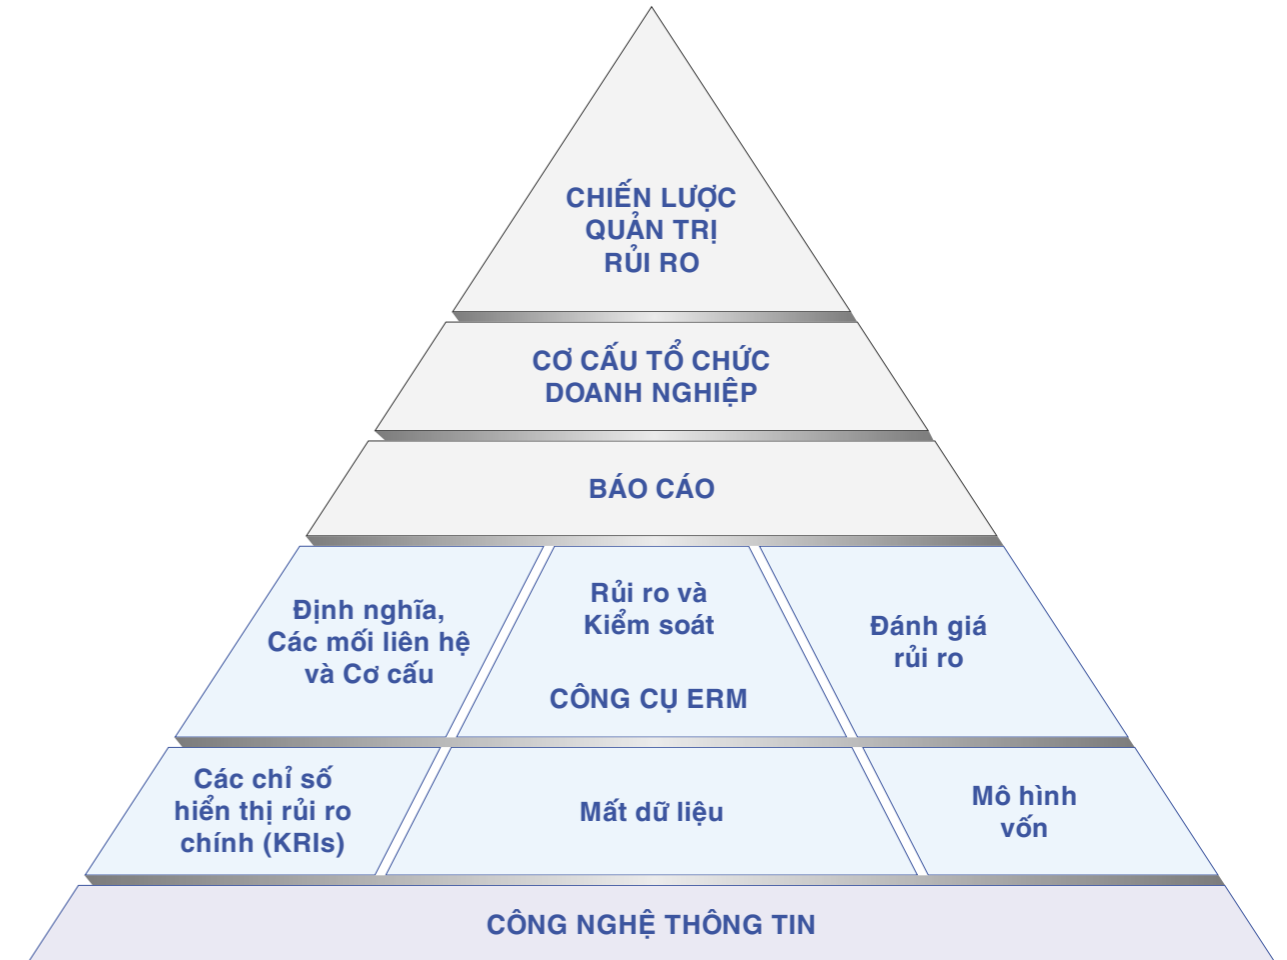 CHIẾN LƯỢC
QUẢN TRỊ
RỦI RO
CƠ CẤU TỔ CHỨC
DOANH NGHIỆP
BÁO CÁO
Định nghĩa,
Các mối liên hệ
và Cơ cấu
Rủi ro và
Kiểm soát
CÔNG CỤ ERM
Đánh giá
rủi ro
Các chỉ số
hiển thị rủi ro
chính (KRIs)
Mất dữ liệu
Mô hình
vốn
CÔNG NGHỆ THÔNG TIN